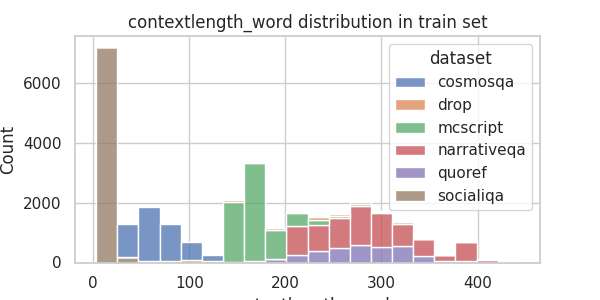 contextlength_word distribution in train set
dataset
cosmosqa
drop
mcscript
narrativeqa
quoref
socialiqa
Count
6000
4000
2000
0
0
100
200
300
400